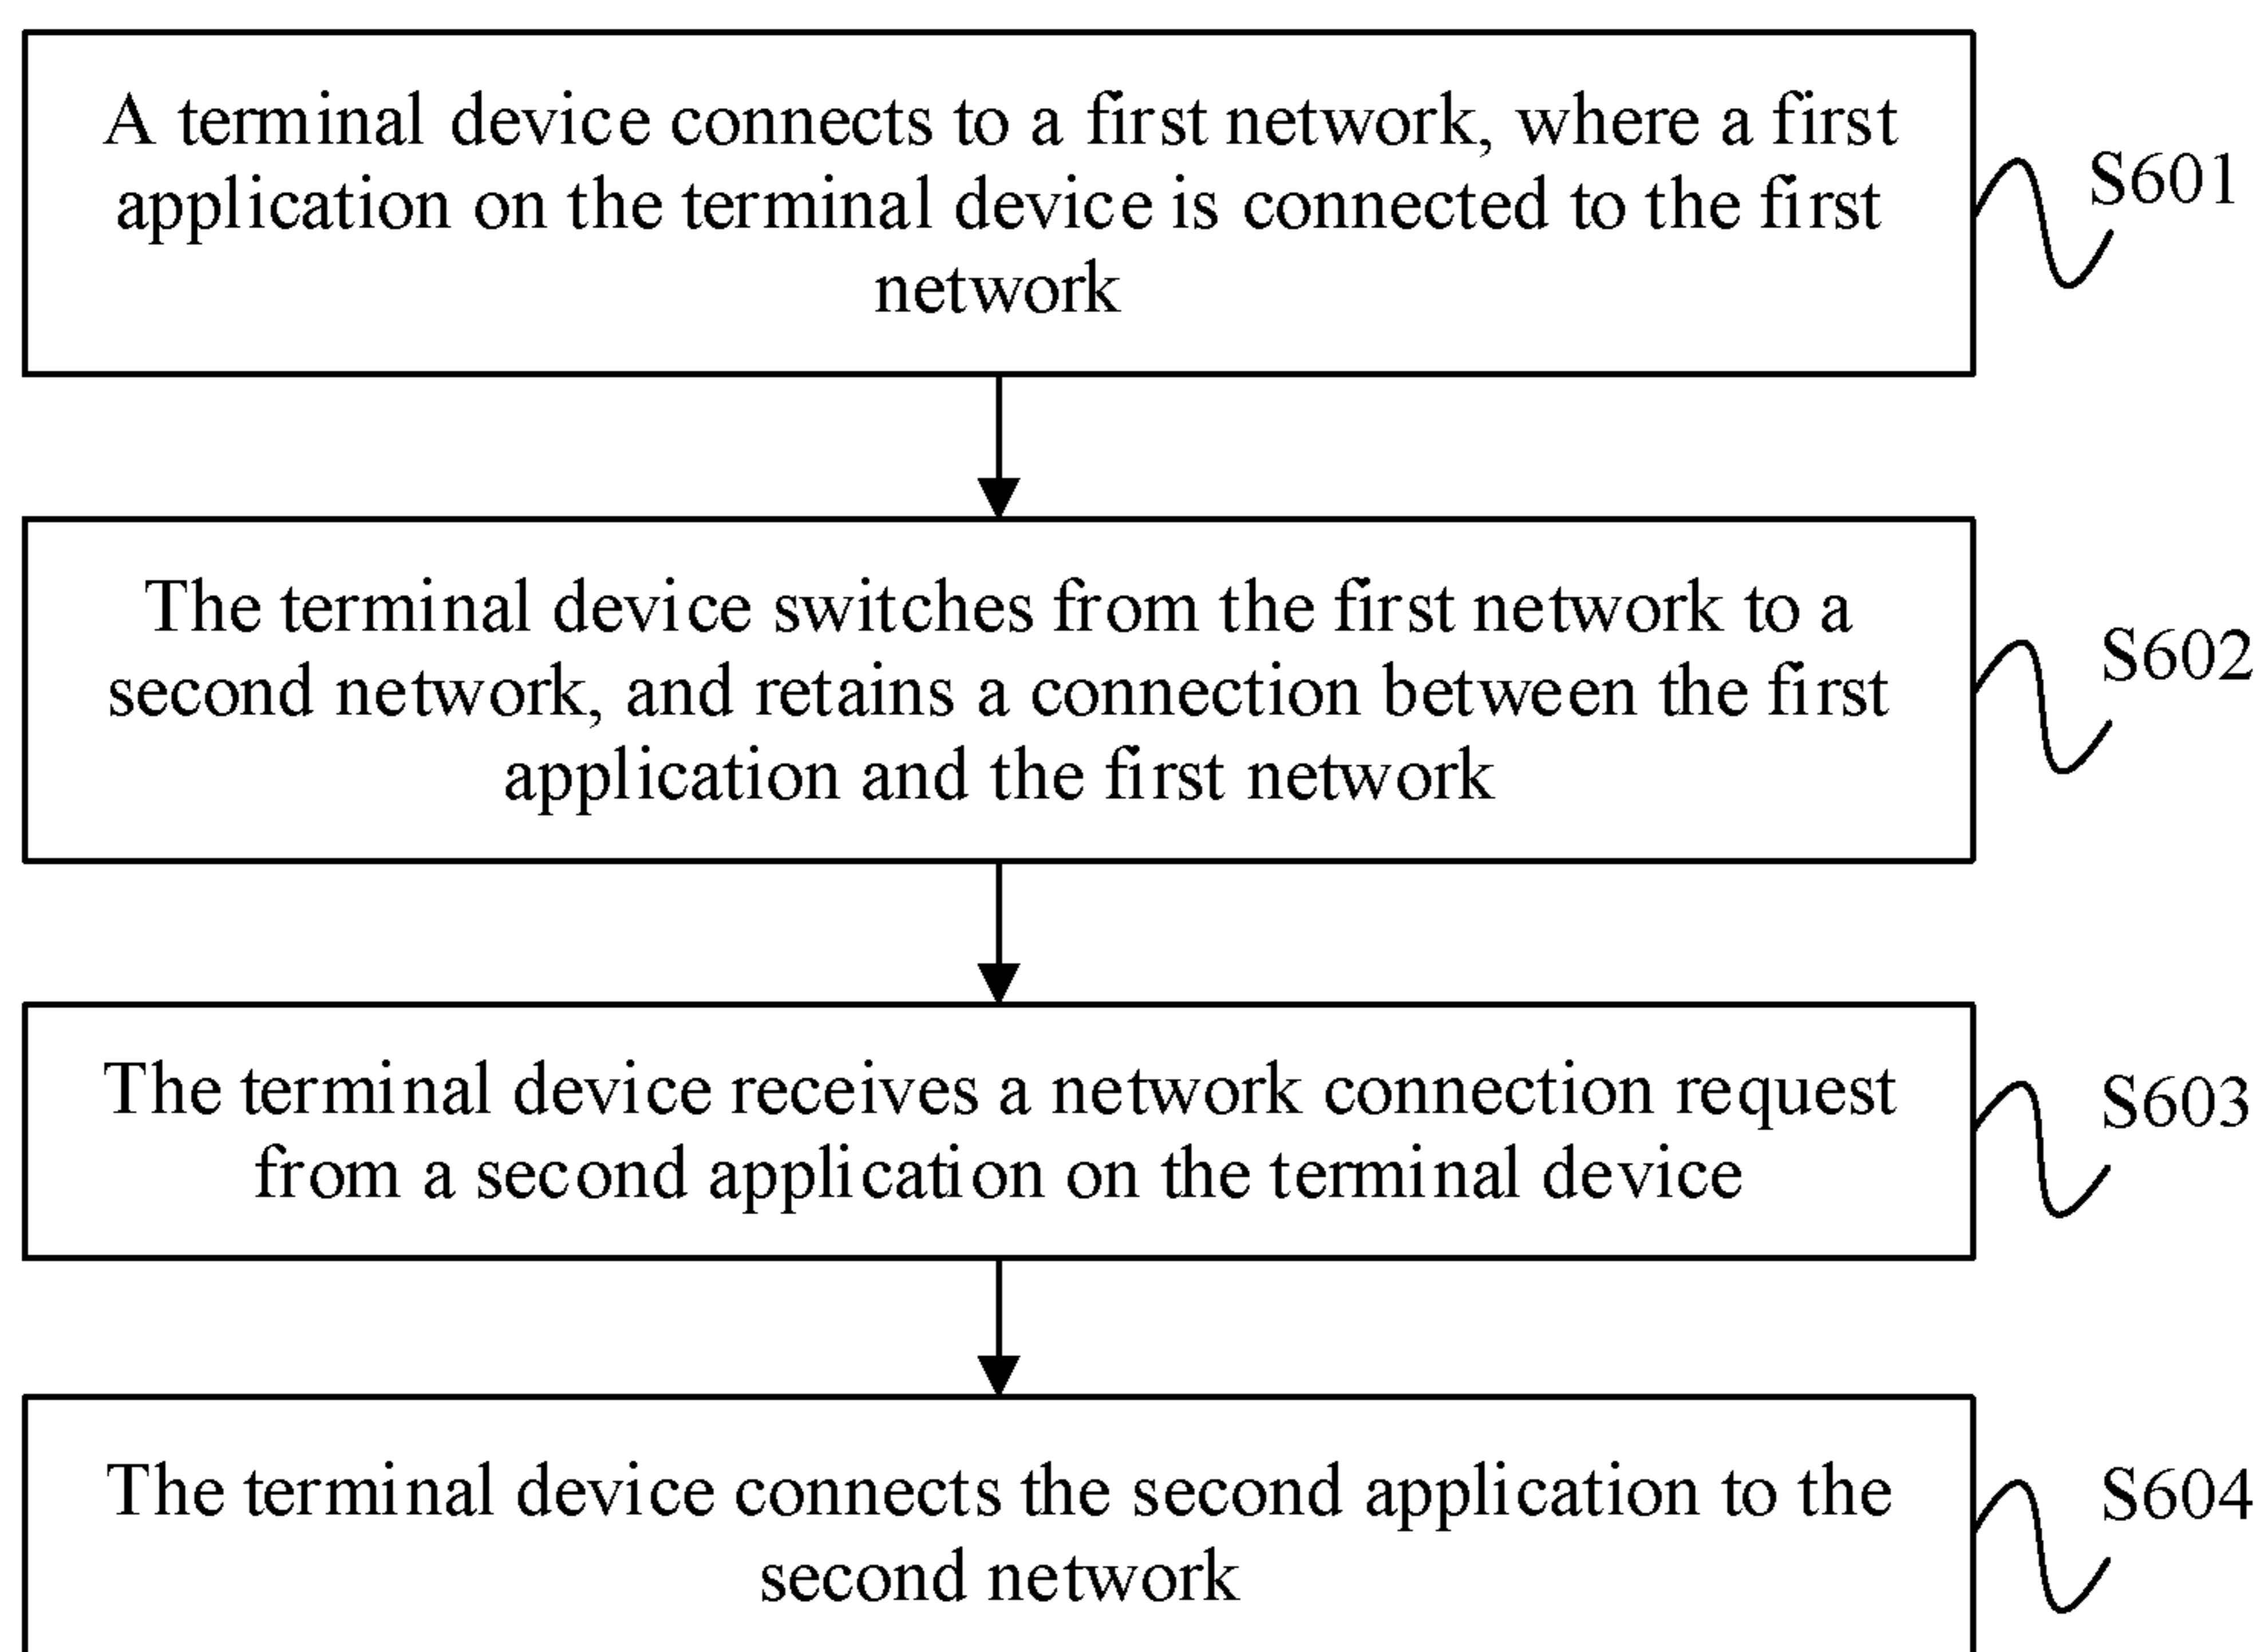 A terminal device connects to a first network, where a first
application on the terminal device is connected to the first
network
S601
The terminal device switches from the first network to a
second network, and retains a connection between the first
application and the first network
S602
The terminal device receives a network connection request
from a second application on the terminal device
S603
The terminal device connects the second application to the
second network
S604